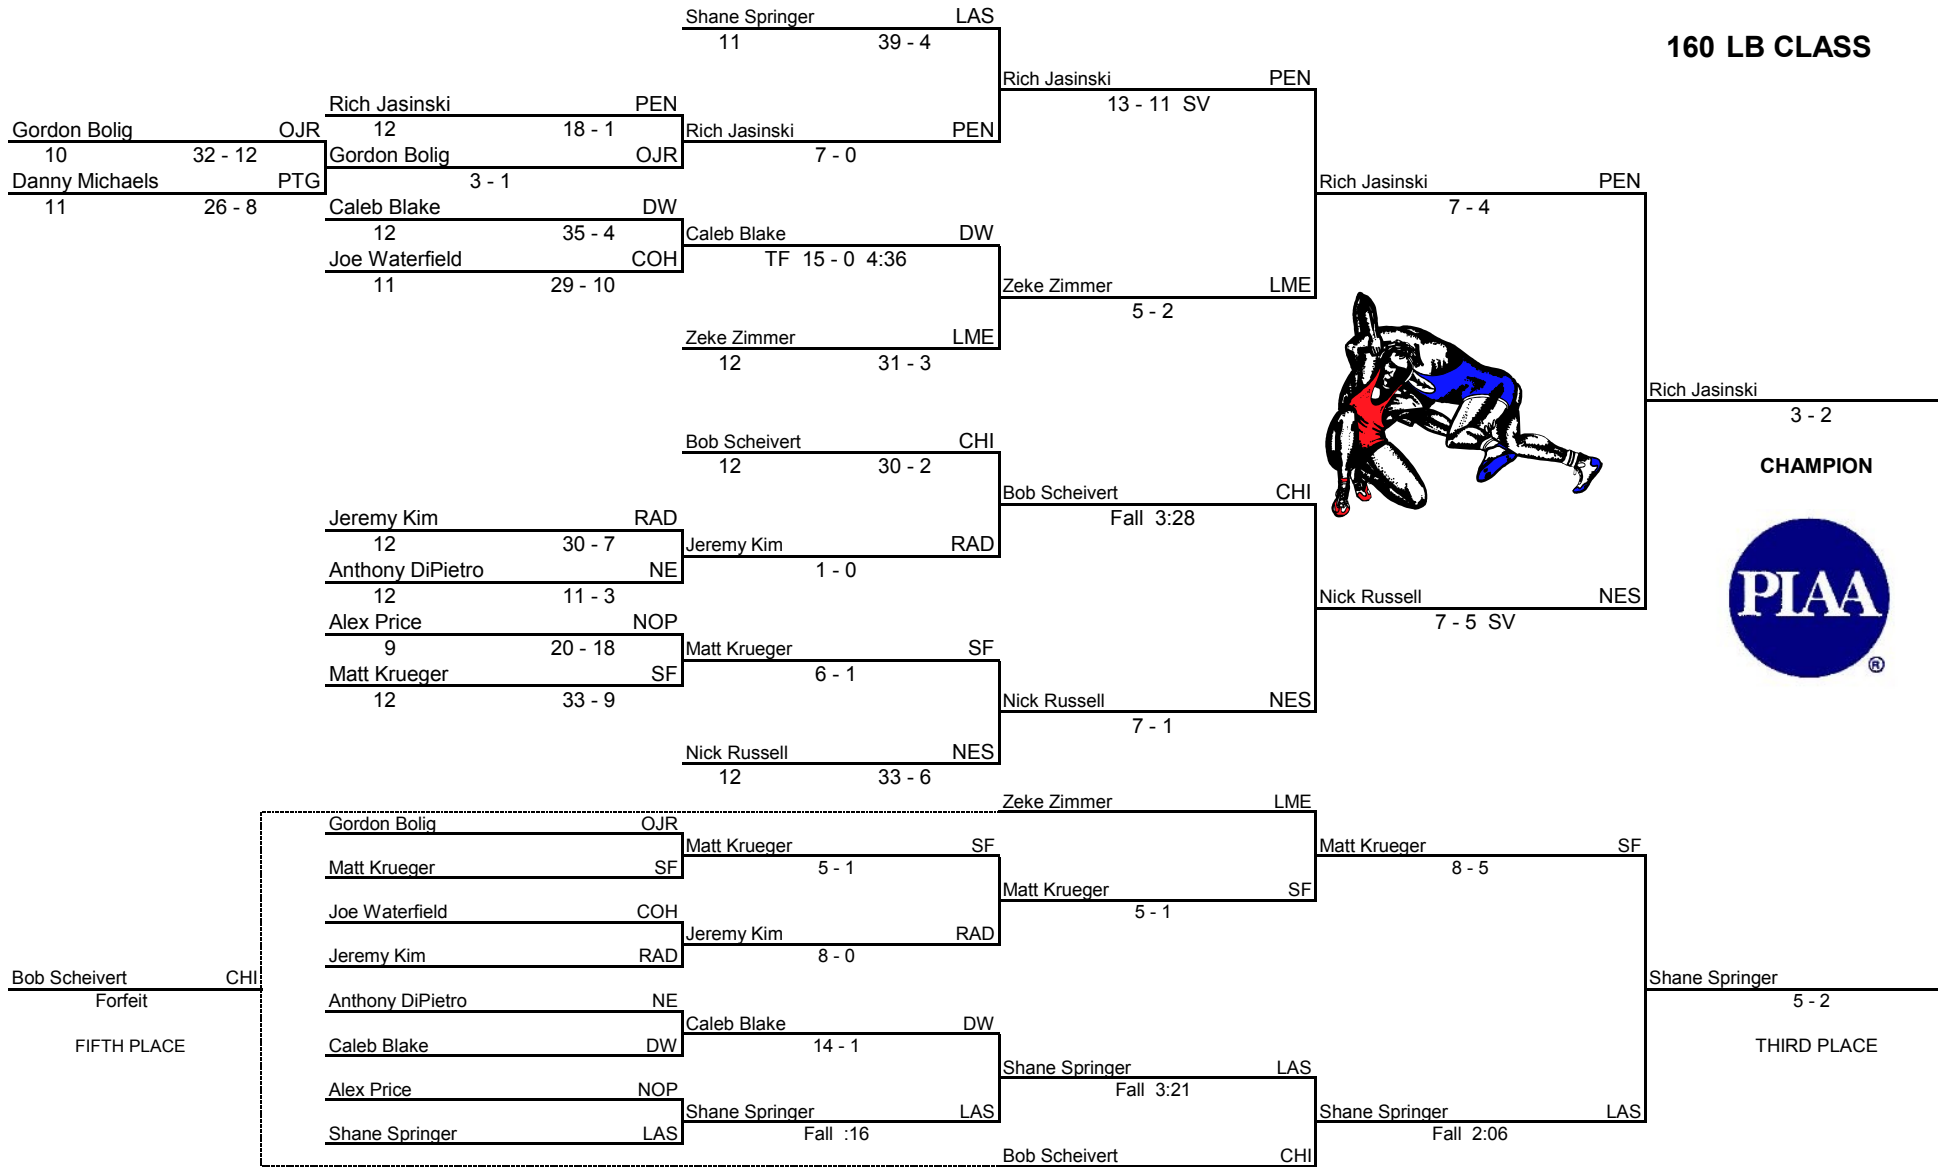 Shane Springer LAS
11 39 - 4
160 LB CLASS
Rich Jasinski PEN
13 - 11 SV
Rich Jasinski PEN
12 18 - 1
Gordon Bolig OJR
10 32 - 12
Rich Jasinski PEN
7 - 0
Gordon Bolig OJR
3 - 1
Danny Michaels PTG
11 26 - 8
Rich Jasinski PEN
7 - 4
Caleb Blake DW
12 35 - 4
Caleb Blake DW
TF 15 - 0 4:36
Joe Waterfield COH
11 29 - 10
Zeke Zimmer LME
5 - 2
Zeke Zimmer LME
12 31 - 3
Rich Jasinski
3 - 2
CHAMPION
Bob Scheivert CHI
12 30 - 2
Bob Scheivert CHI
Fall 3:28
Jeremy Kim RAD
12 30 - 7
Jeremy Kim RAD
1 - 0
Anthony DiPietro NE
12 11 - 3
Nick Russell NES
7 - 5 SV
PIAA
®
Alex Price NOP
9 20 - 18
Matt Krueger SF
6 - 1
Matt Krueger SF
12 33 - 9
Nick Russell NES
7 - 1
Nick Russell NES
12 33 - 6
Zeke Zimmer LME
Gordon Bolig OJR
Matt Krueger SF
5 - 1
Matt Krueger SF
Matt Krueger SF
8 - 5
Matt Krueger SF
5 - 1
Joe Waterfield COH
Jeremy Kim RAD
8 - 0
Jeremy Kim RAD
Bob Scheivert CHI
Forfeit
FIFTH PLACE
Shane Springer
5 - 2
THIRD PLACE
Anthony DiPietro NE
Caleb Blake DW
14 - 1
Caleb Blake DW
Shane Springer LAS
Fall 3:21
Alex Price NOP
Shane Springer LAS
Fall :16
Shane Springer LAS
Fall 2:06
Shane Springer LAS
Bob Scheivert CHI